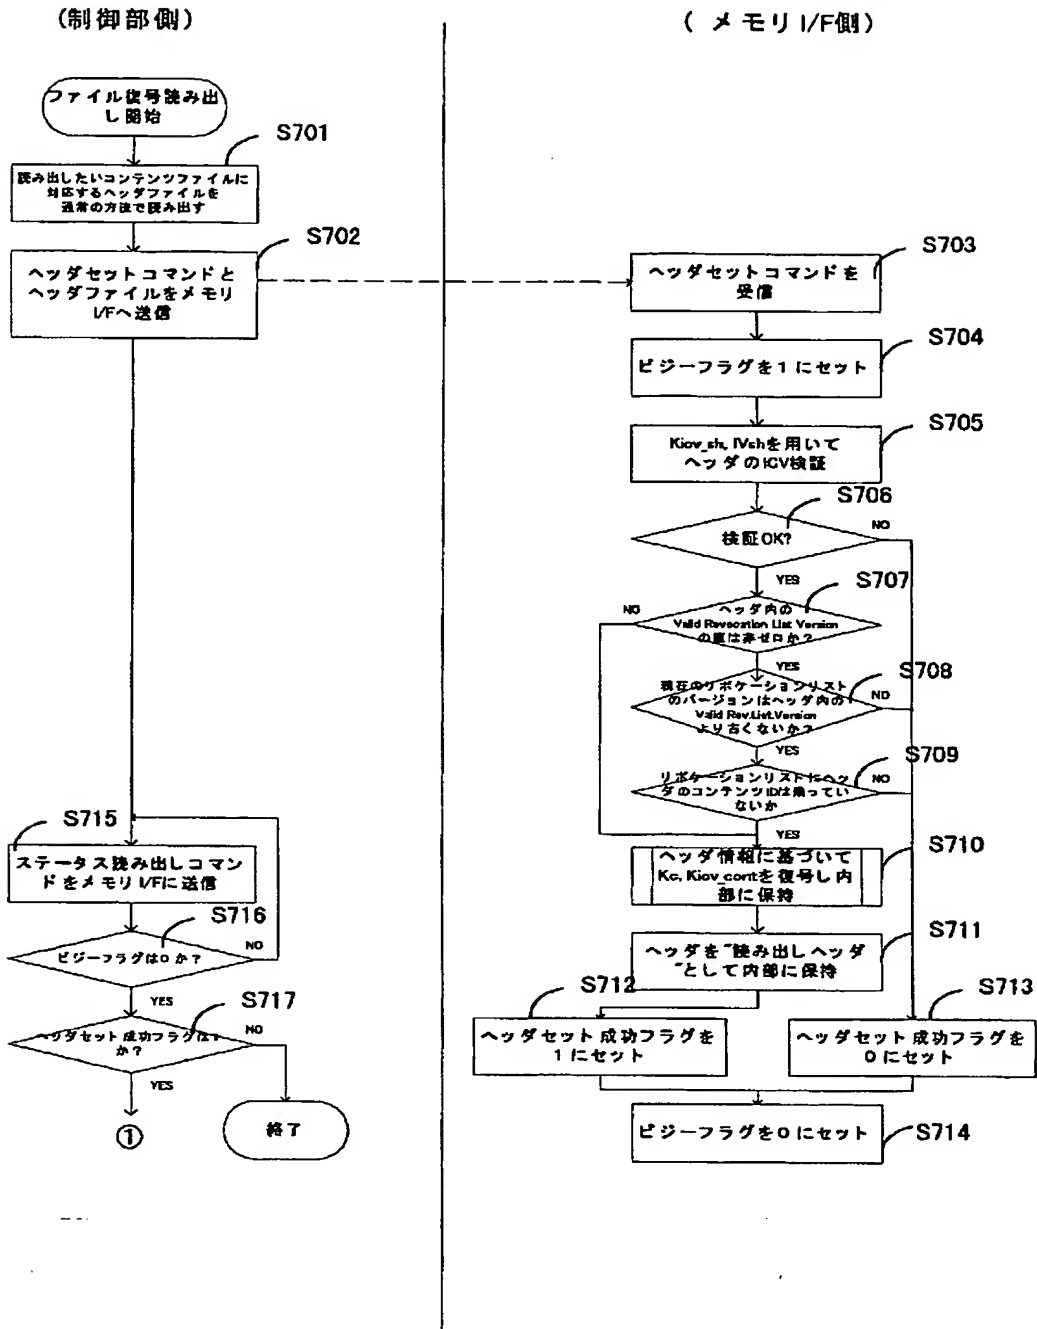 (制御部側)
(メモリI/F側)
ファイル復号読み出
し開始
S701
読み出したいコンテンツファイルに
対応するヘッダファイルを
通常の方法で読み出す
S702
ヘッダセットコマンドと
ヘッダファイルをメモリ
I/Fへ送信
S703
ヘッダセットコマンドを
受信
S704
ビジーフラグを1にセット
S705
Kicv_sh, IVshを用いて
ヘッダのICV検証
S706
検証OK?
NO
YES
S707
ヘッダ内の
Valid Revocation List Version
の値は非ゼロか?
NO
YES
S708
現在のリボケーションリスト
のバージョンはヘッダ内の
Valid Rev.List.Version
より古くないか?
NO
YES
S709
リボケーションリストにヘッ
ダのコンテンツIDは乗ってい
ないか
NO
YES
S710
ヘッダ情報に基づいて
Kc, Kicv_contを復号し内
部に保持
S711
ヘッダを"読み出しヘッダ
"として内部に保持
S712
ヘッダセット成功フラグを
1にセット
S713
ヘッダセット成功フラグを
0にセット
ビジーフラグを0にセット
S714
S715
ステータス読み出しコマン
ドをメモリI/Fに送信
S716
ビジーフラグは0か?
NO
YES
S717
ヘッダセット成功フラグは1
か?
NO
YES
①
終了